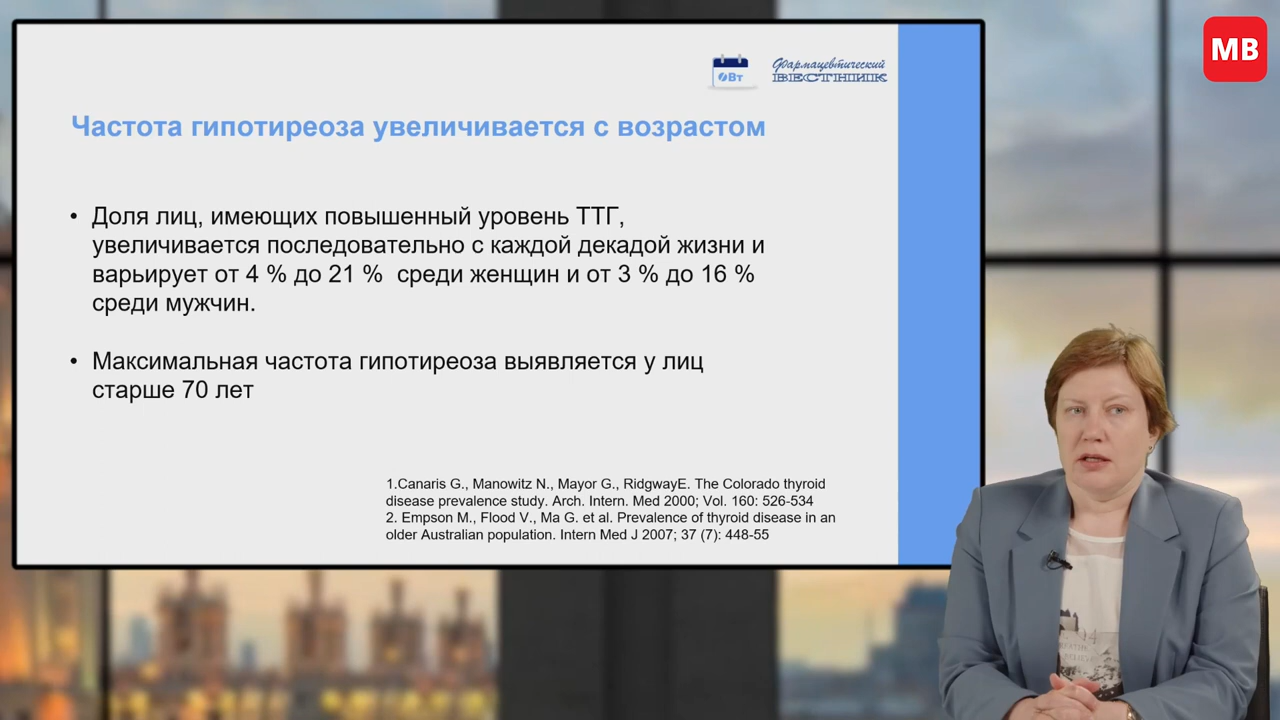 МВ
ФВт
Фармацевтический
ВЕСТНИК
Частота гипотиреоза увеличивается с возрастом
• Доля лиц, имеющих повышенный уровень ТТГ,
увеличивается последовательно с каждой декадой жизни и
варьирует от 4 % до 21 %  среди женщин и от 3 % до 16 %
среди мужчин.
• Максимальная частота гипотиреоза выявляется у лиц
старше 70 лет
1.Canaris G., Manowitz N., Mayor G., RidgwayE. The Colorado thyroid
disease prevalence study. Arch. Intern. Med 2000; Vol. 160: 526-534
2. Empson M., Flood V., Ma G. et al. Prevalence of thyroid disease in an
older Australian population. Intern Med J 2007; 37 (7): 448-55